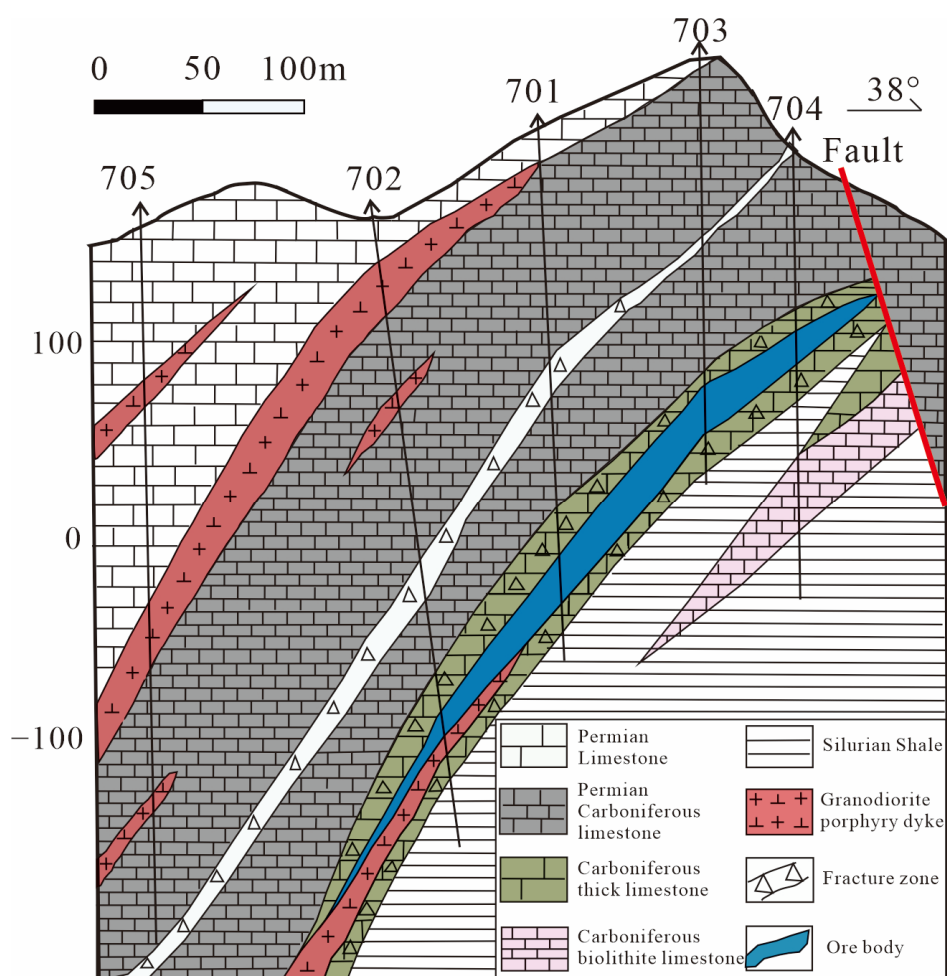 703
0 50 100m
701
38°
704
Fault
705
702
100
0
−100
Permian
Limestone
Silurian Shale
Permian
Carboniferous
limestone
Granodiorite
porphyry dyke
Carboniferous
thick limestone
Fracture zone
Carboniferous
biolithite limestone
Ore body